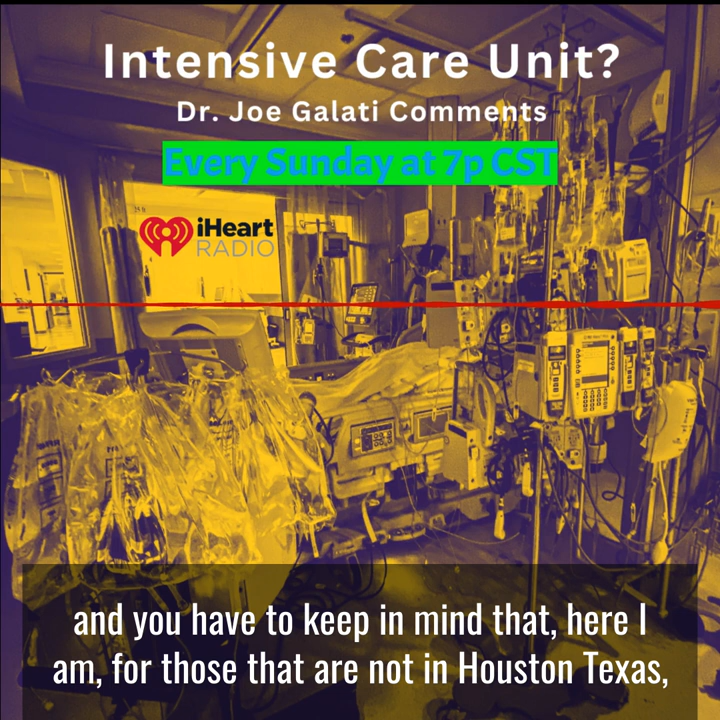 Intensive Care Unit?
Dr. Joe Galati Comments
Every Sunday at 7p CST
iHeart
RADIO
and you have to keep in mind that, here I
am, for those that are not in Houston Texas,